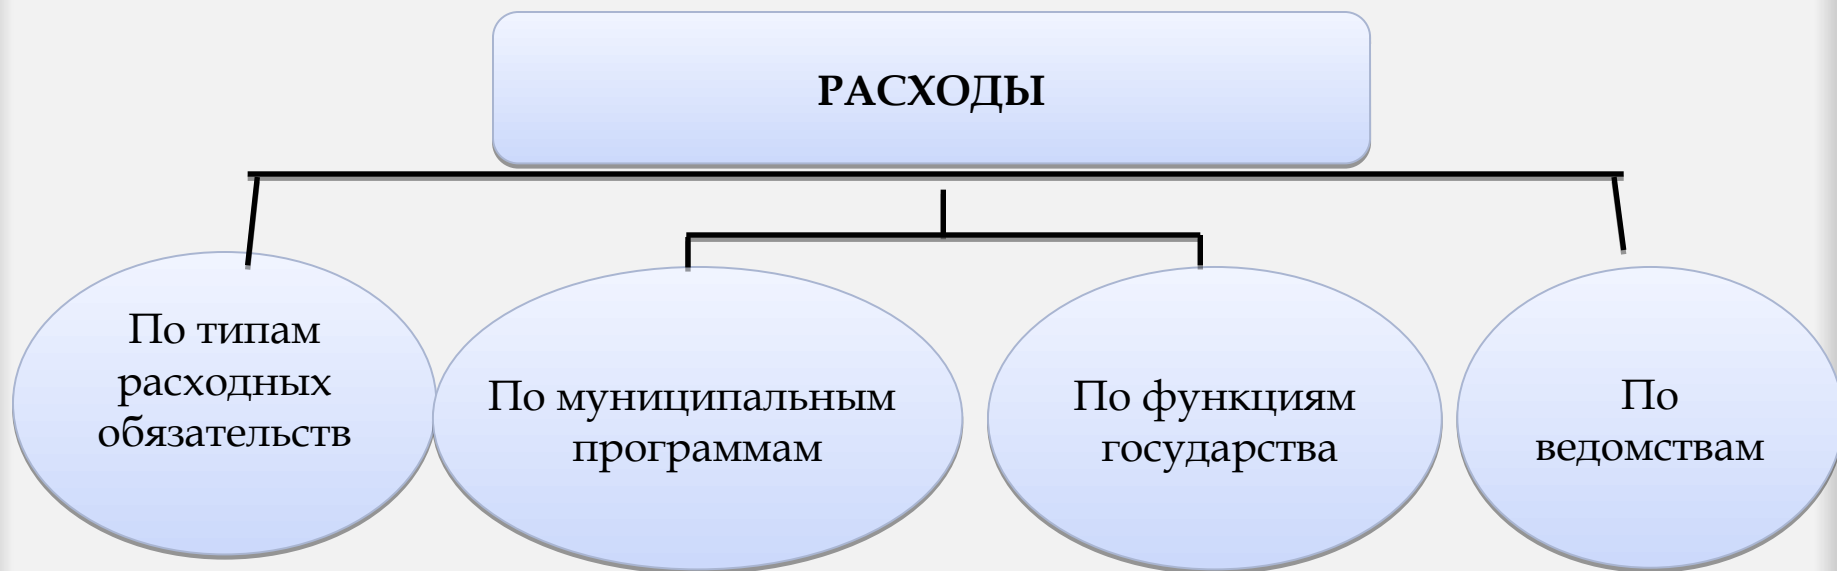 РАСХОДЫ
По типам
расходных
обязательств
По муниципальным
программам
По функциям
государства
По
ведомствам